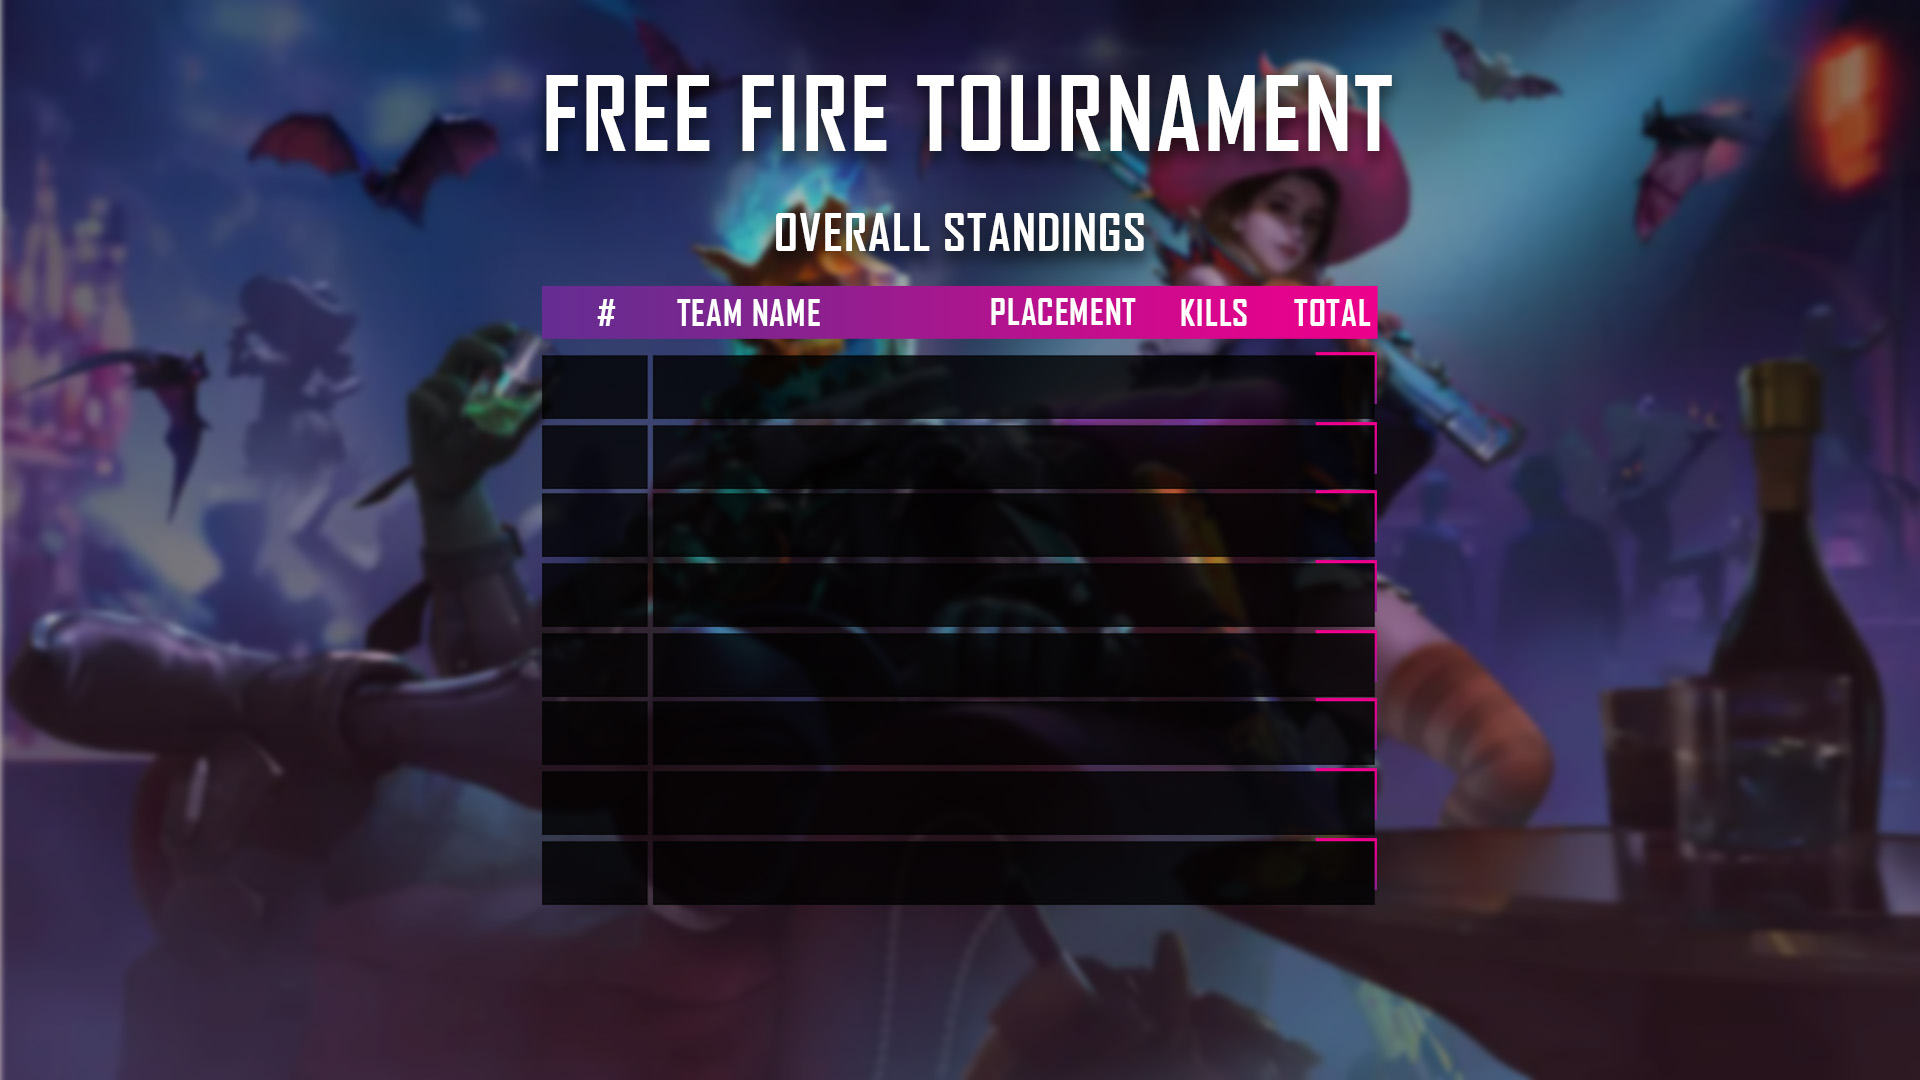 FREE FIRE TOURNAMENT
OVERALL STANDINGS
# TEAM NAME PLACEMENT KILLS TOTAL